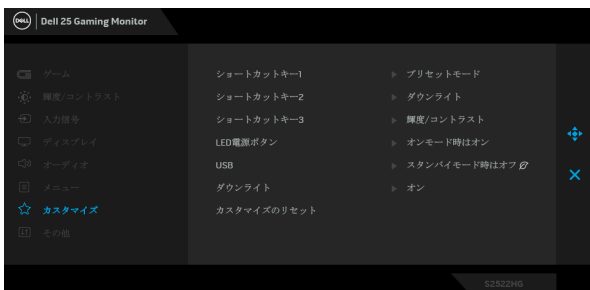 DELL Dell 25 Gaming Monitor
ゲーム
輝度/コントラスト
入力信号
ディスプレイ
オーディオ
メニュー
カスタマイズ
その他
ショートカットキー1 プリセットモード
ショートカットキー2 ダウンライト
ショートカットキー3 輝度/コントラスト
LED電源ボタン オンモード時はオン
USB スタンバイモード時はオフ
ダウンライト オン
カスタマイズのリセット
S2522HG